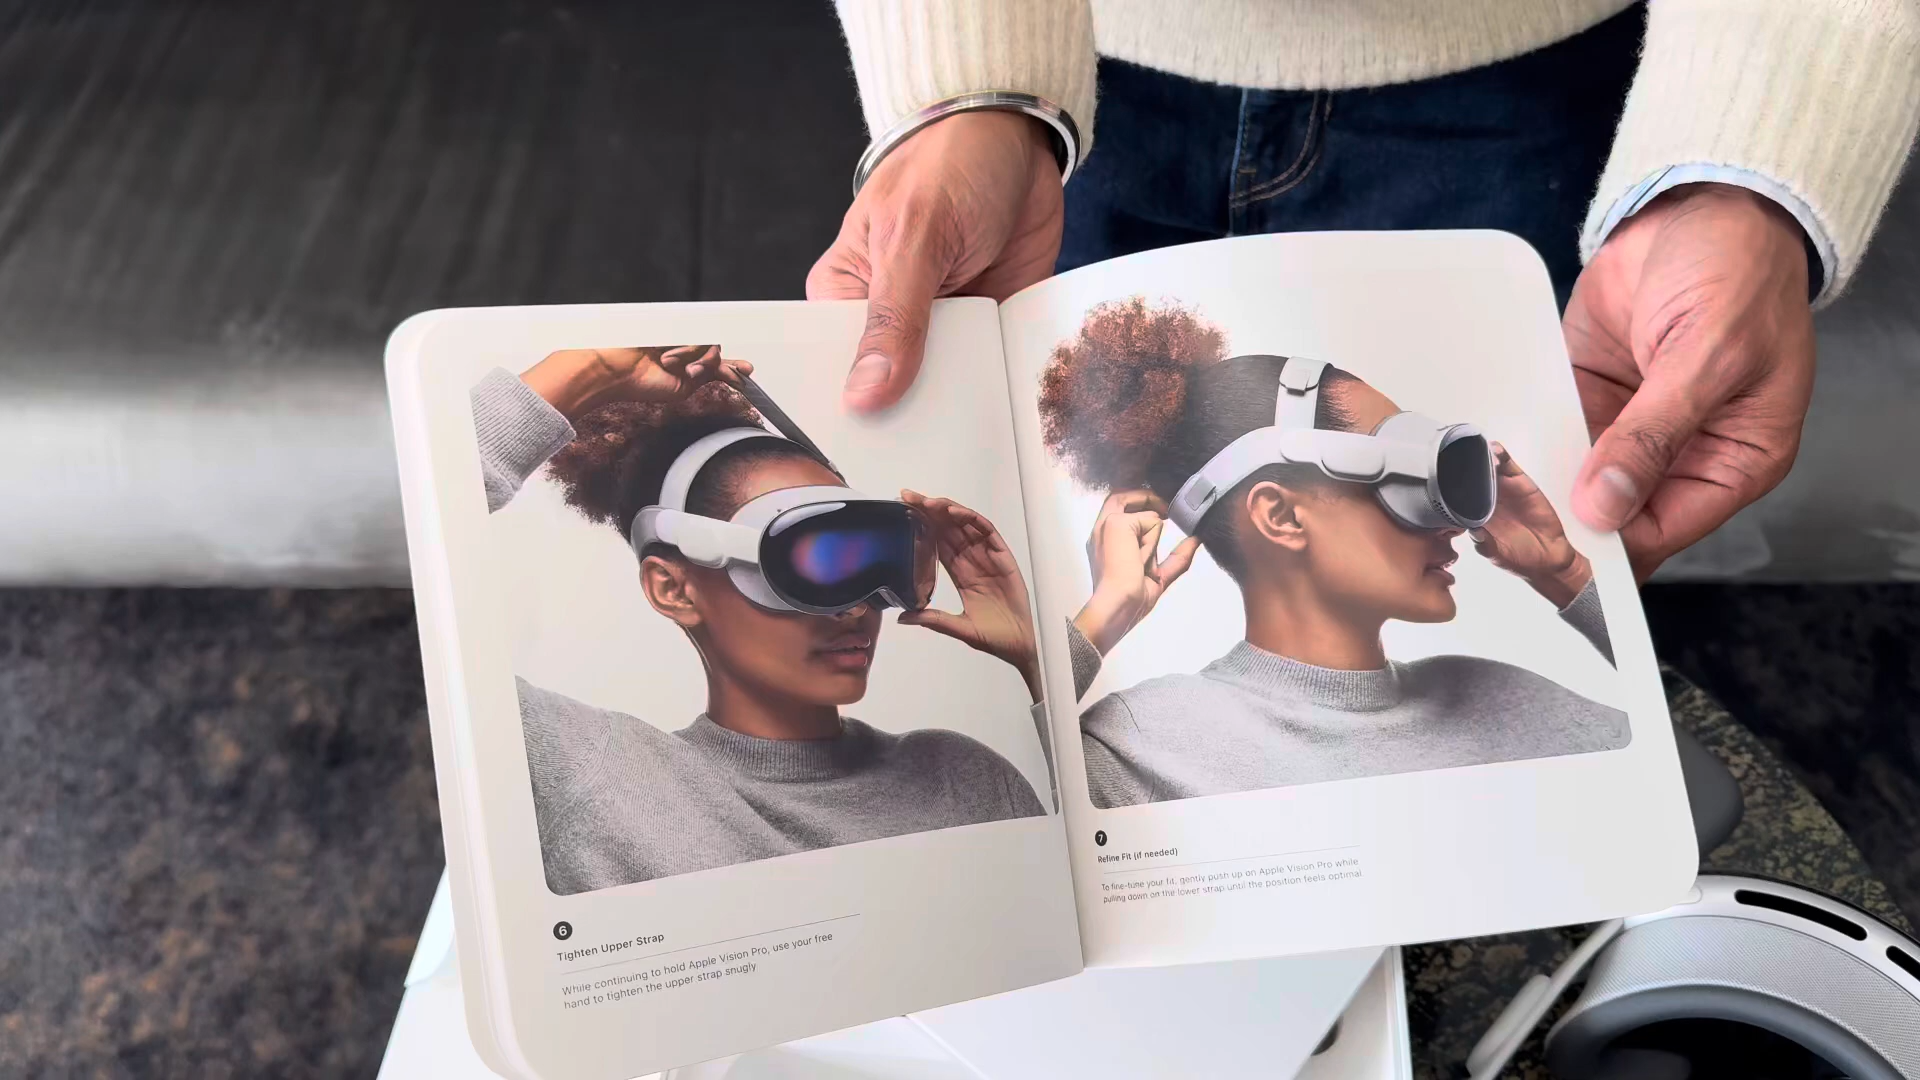 6
Tighten Upper Strap
While continuing to hold Apple Vision Pro, use your free
hand to tighten the upper strap snugly
7
Refine Fit (if needed)
To fine-tune your fit, gently push up on Apple Vision Pro while
pulling down on the lower strap until the position feels optimal